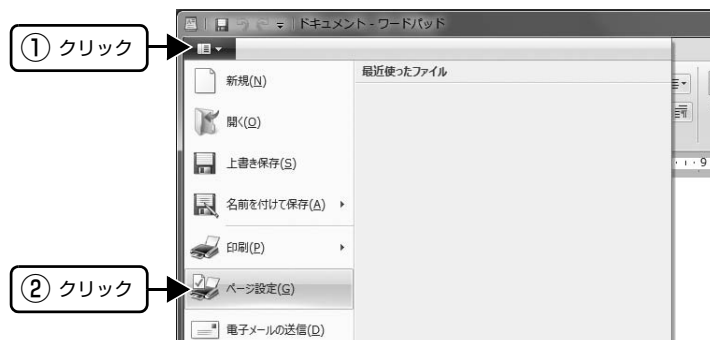 ドキュメント - ワードパッド
① クリック
最近使ったファイル
新規(N)
開く(O)
上書き保存(S)
9
名前を付けて保存(A)
印刷(P)
② クリック
ページ設定(G)
電子メールの送信(D)